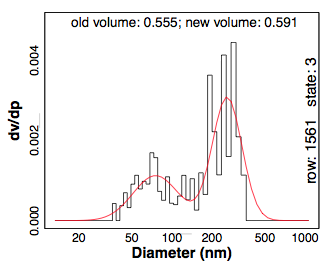 old volume: 0.555; new volume: 0.591
0.004
0.002
0.000
dv/dp
row: 1561 state: 3
20 50 100 200 500 1000
Diameter (nm)